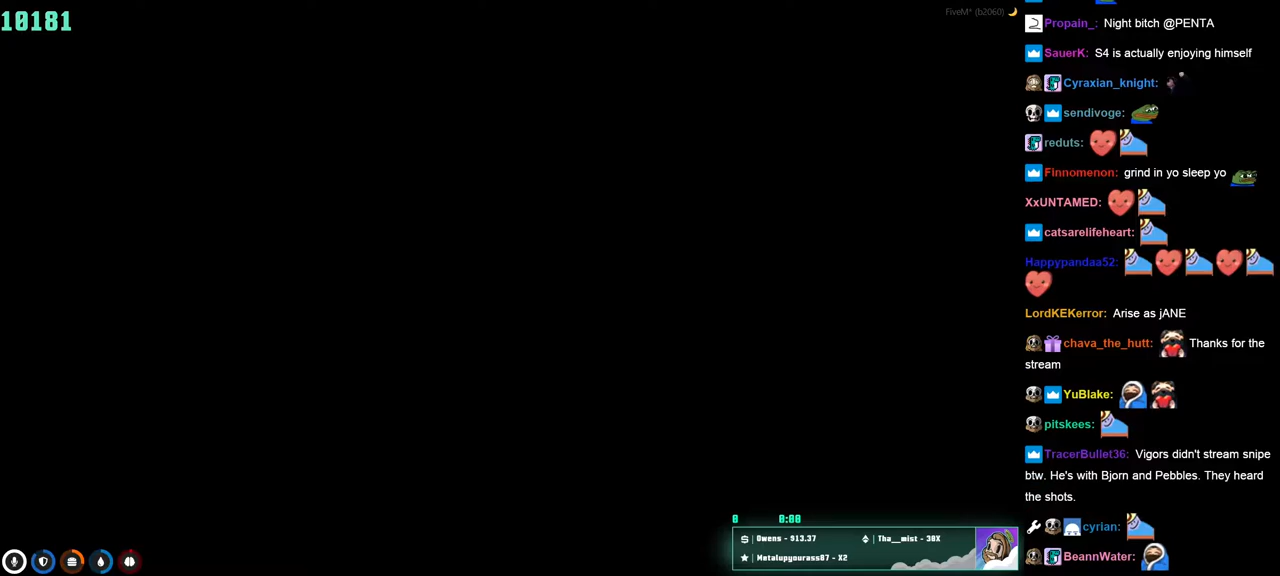 10181
FiveM* (b2060)
Propain_: Night bitch @PENTA
SauerK: S4 is actually enjoying himself
Cyraxian_knight:
sendivoge:
reduts:
Finnomenon: grind in yo sleep yo
XxUNTAMED:
catsarelifeheart:
Happypandaa52:
LordKEKerror: Arise as jANE
chava_the_hutt: Thanks for the
stream
YuBlake:
pitskees:
TracerBullet36: Vigors didn't stream snipe
btw. He's with Bjorn and Pebbles. They heard
the shots.
cyrian:
BeannWater:
0 0:00
Owens - $13.37
Tha__mist - 30X
Metalupyourass87 - X2